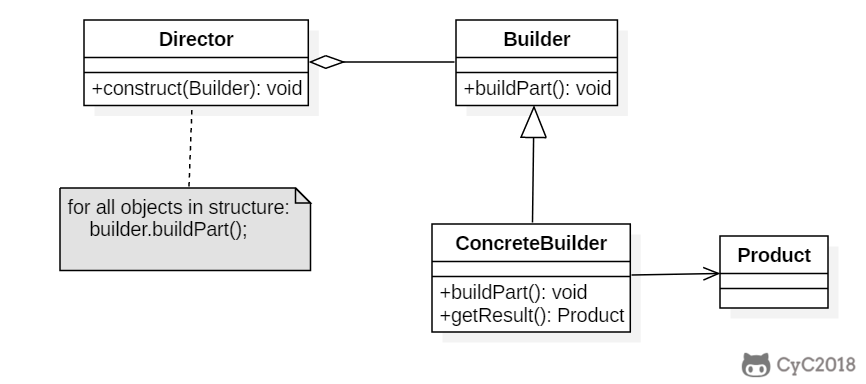 Director
+construct(Builder): void
Builder
+buildPart(): void
for all objects in structure:
builder.buildPart();
ConcreteBuilder
+buildPart(): void
+getResult(): Product
Product
CyC2018